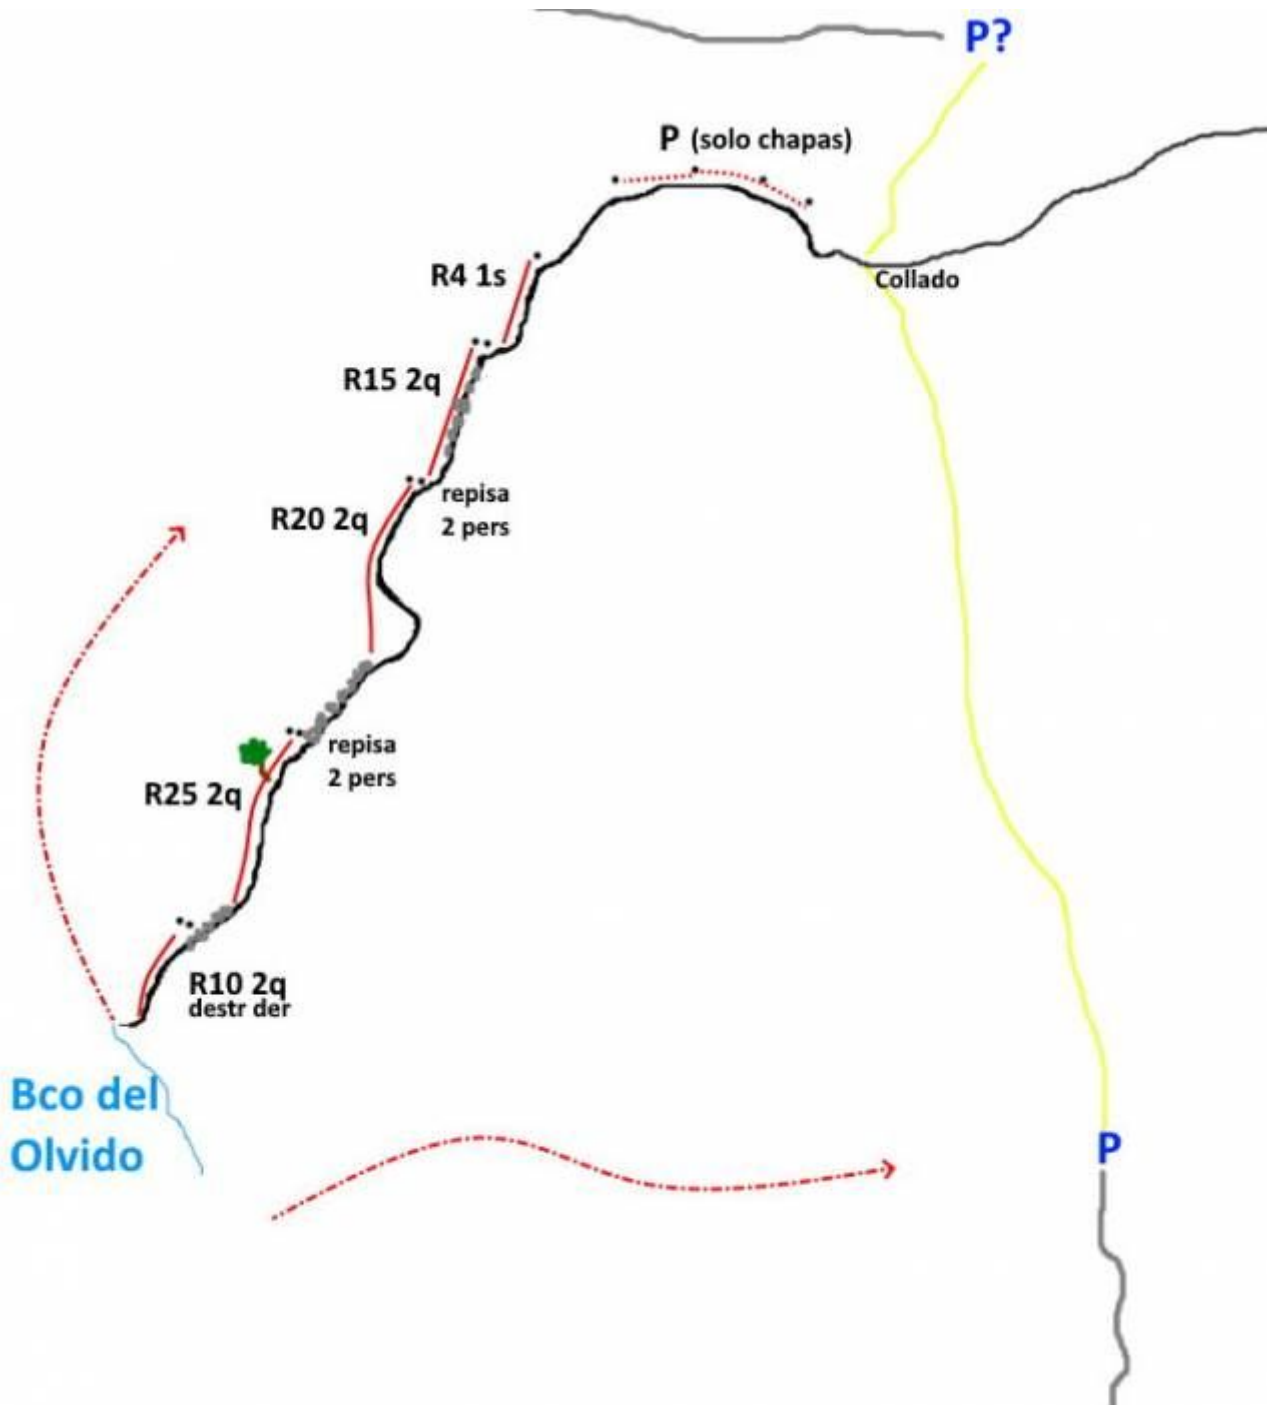 P?
P (solo chapas)
Collado
R4 1s
R15 2q
repisa
2 pers
R20 2q
repisa
2 pers
R25 2q
R10 2q
destr der
Bco del
Olvido
P